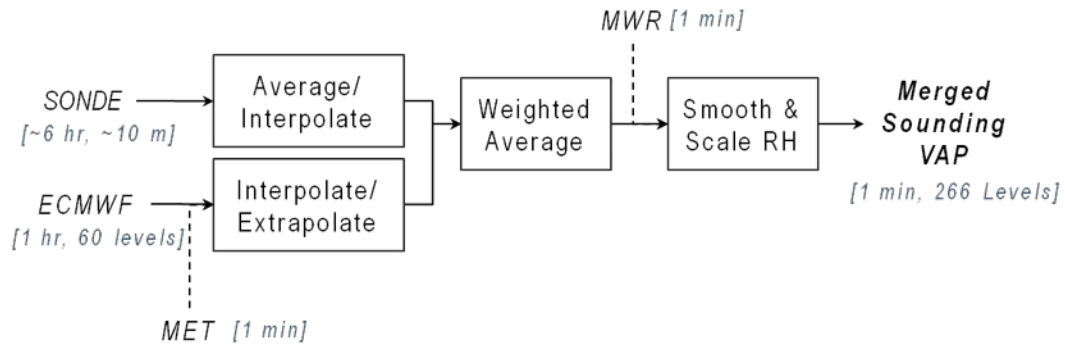 MWR [1 min]
SONDE
[~6 hr, ~10 m]
Average/
Interpolate
Weighted
Average
Smooth &
Scale RH
Merged
Sounding
VAP
[1 min, 266 Levels]
ECMWF
[1 hr, 60 levels]
Interpolate/
Extrapolate
MET [1 min]